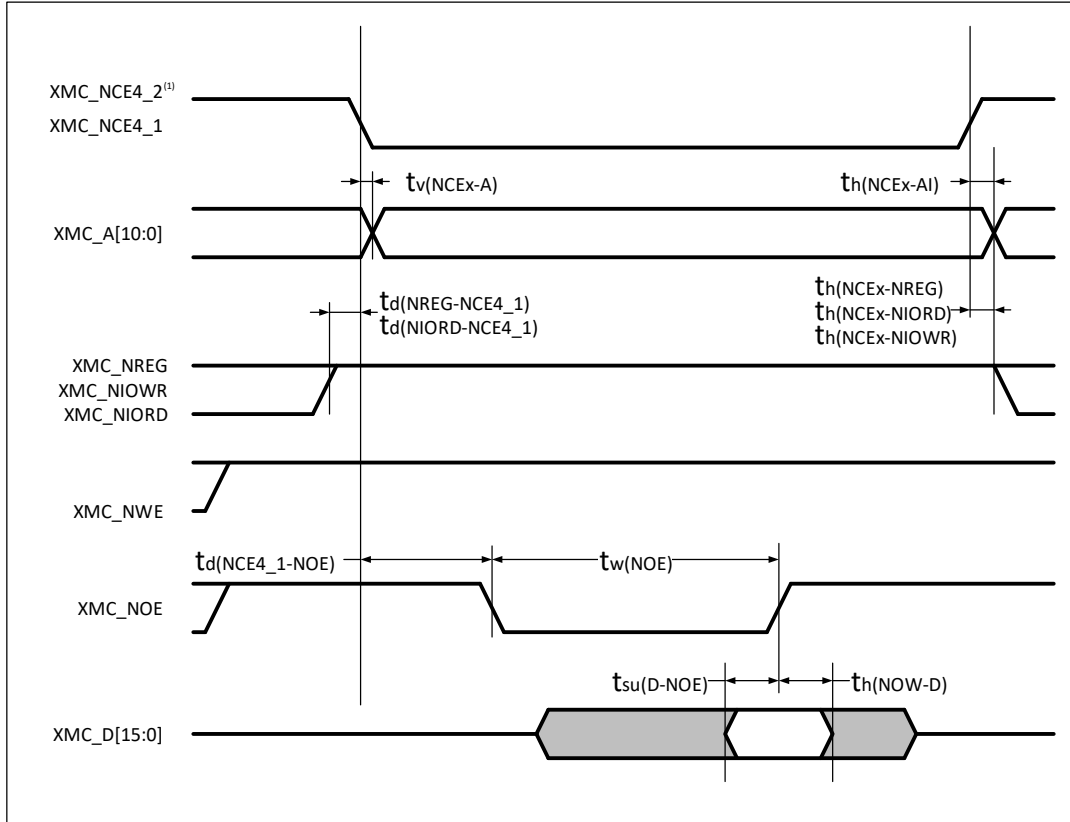 XMC_NCE4_2(1)
XMC_NCE4_1
tv(NCEx-A)
th(NCEx-AI)
XMC_A[10:0]
td(NREG-NCE4_1)
td(NIORD-NCE4_1)
th(NCEx-NREG)
th(NCEx-NIORD)
th(NCEx-NIOWR)
XMC_NREG
XMC_NIOWR
XMC_NIORD
XMC_NWE
td(NCE4_1-NOE)
tw(NOE)
XMC_NOE
tsu(D-NOE)
th(NOW-D)
XMC_D[15:0]